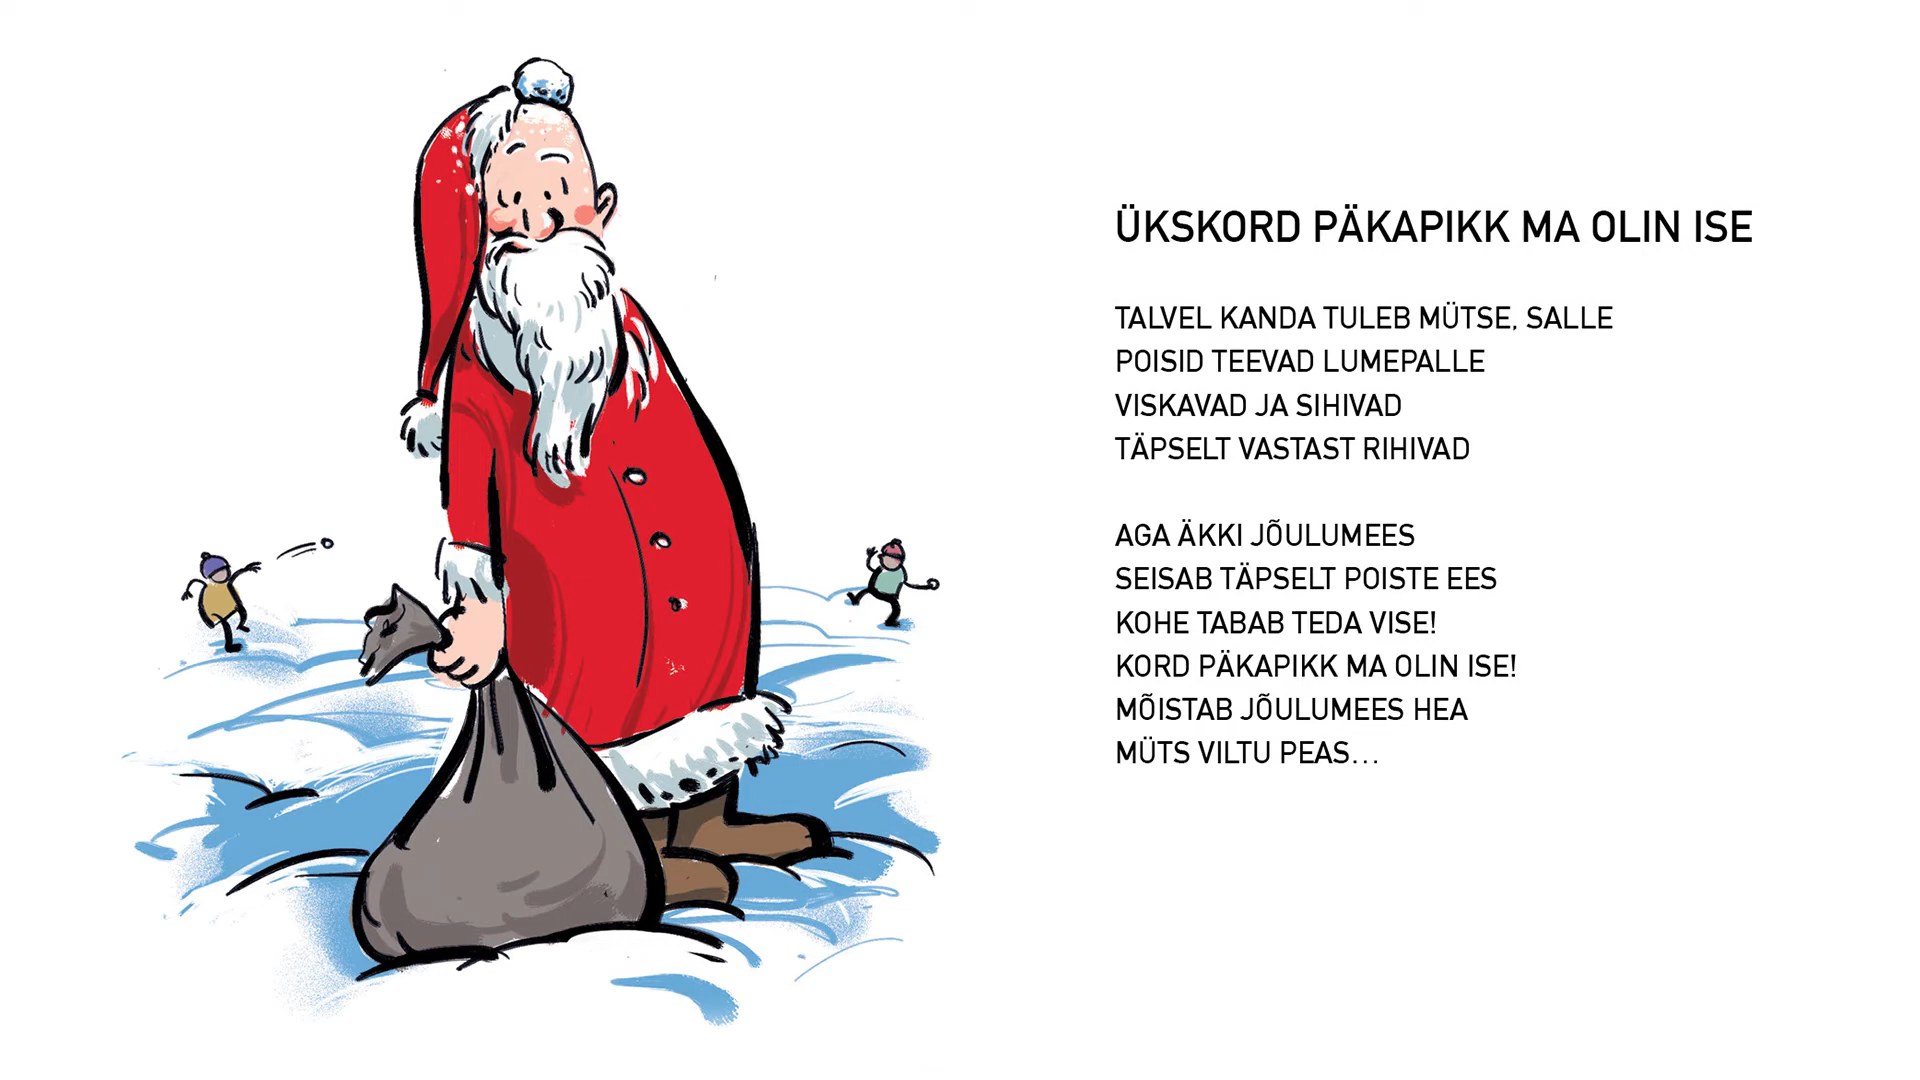 ÜKSKORD PÄKAPIKK MA OLIN ISE
TALVEL KANDA TULEB MÜTSE, SALLE
POISID TEEVAD LUMEPALLE
VISKAVAD JA SIHIVAD
TÄPSELT VASTAST RIHIVAD
AGA ÄKKI JÕULUMEES
SEISAB TÄPSELT POISTE EES
KOHE TABAB TEDA VISE!
KORD PÄKAPIKK MA OLIN ISE!
MÕISTAB JÕULUMEES HEA
MÜTS VILTU PEAS...